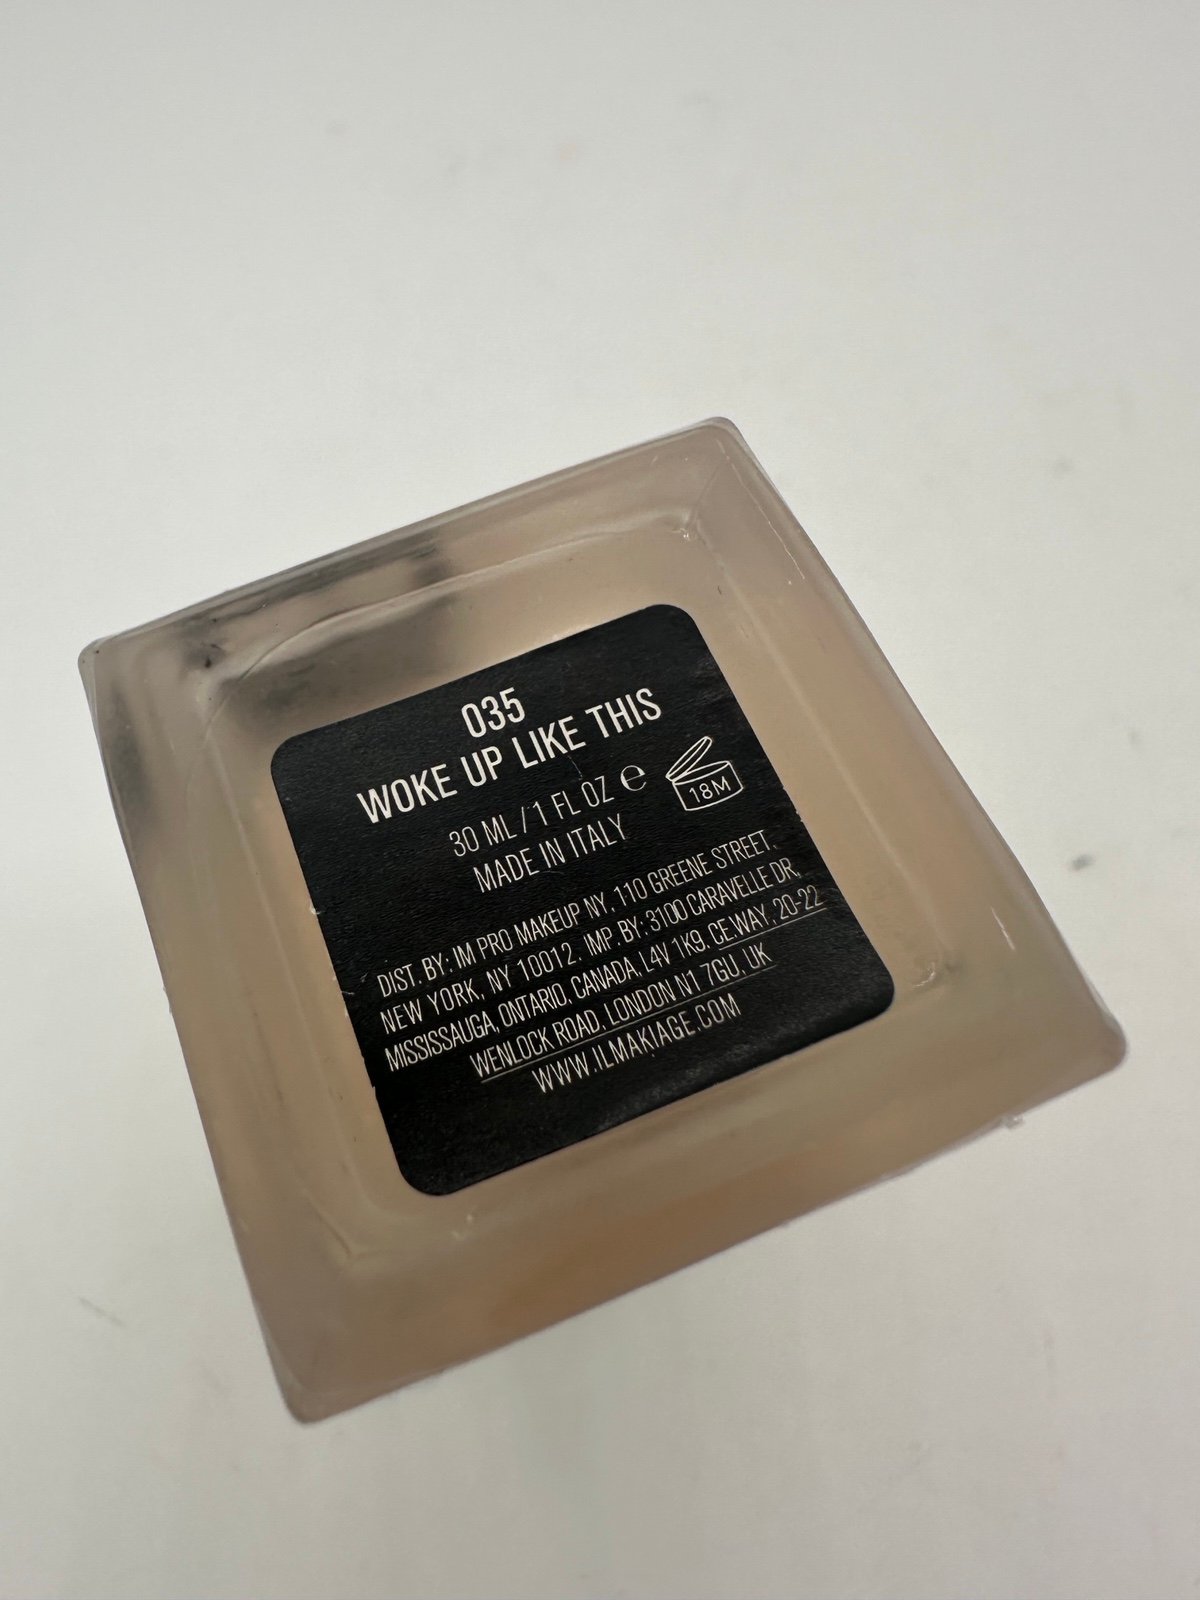 035
WOKE UP LIKE THIS
30 ML / 1 FL OZ ℮
18M
MADE IN ITALY
DIST. BY: IM PRO MAKEUP NY, 110 GREENE STREET,
NEW YORK, NY 10012. IMP. BY: 3100 CARAVELLE DR,
MISSISSAUGA, ONTARIO, CANADA, L4V 1K9. CE.WAY, 20-22
WENLOCK ROAD, LONDON N1 7GU, UK
WWW.ILMAKIAGE.COM